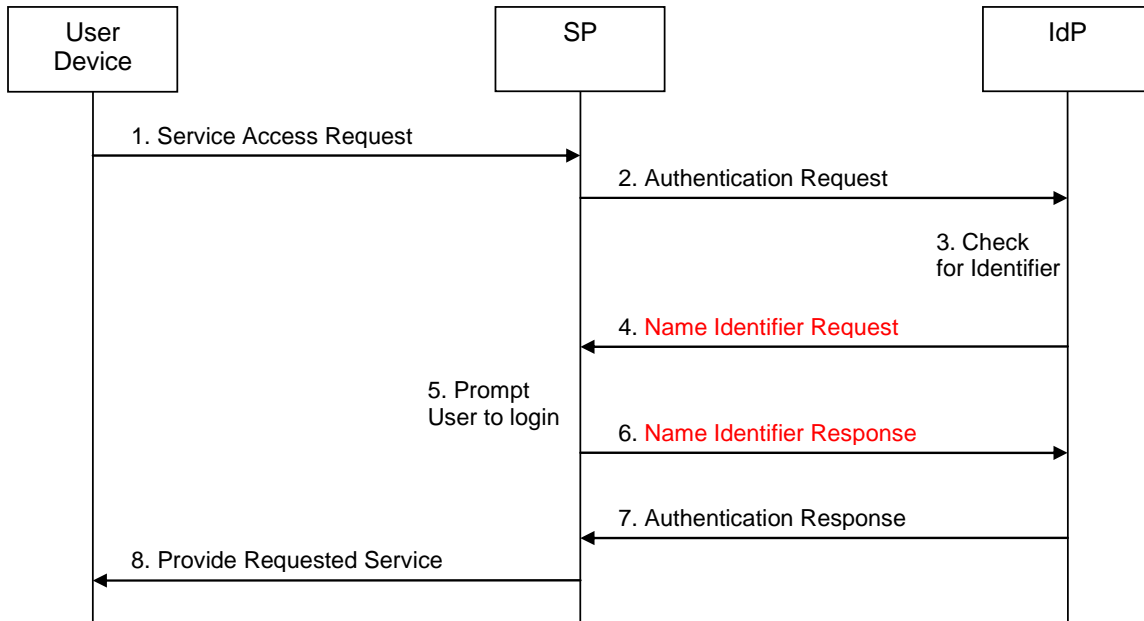 User
Device
SP
IdP
1. Service Access Request
2. Authentication Request
3. Check
for Identifier
4. Name Identifier Request
5. Prompt
User to login
6. Name Identifier Response
7. Authentication Response
8. Provide Requested Service